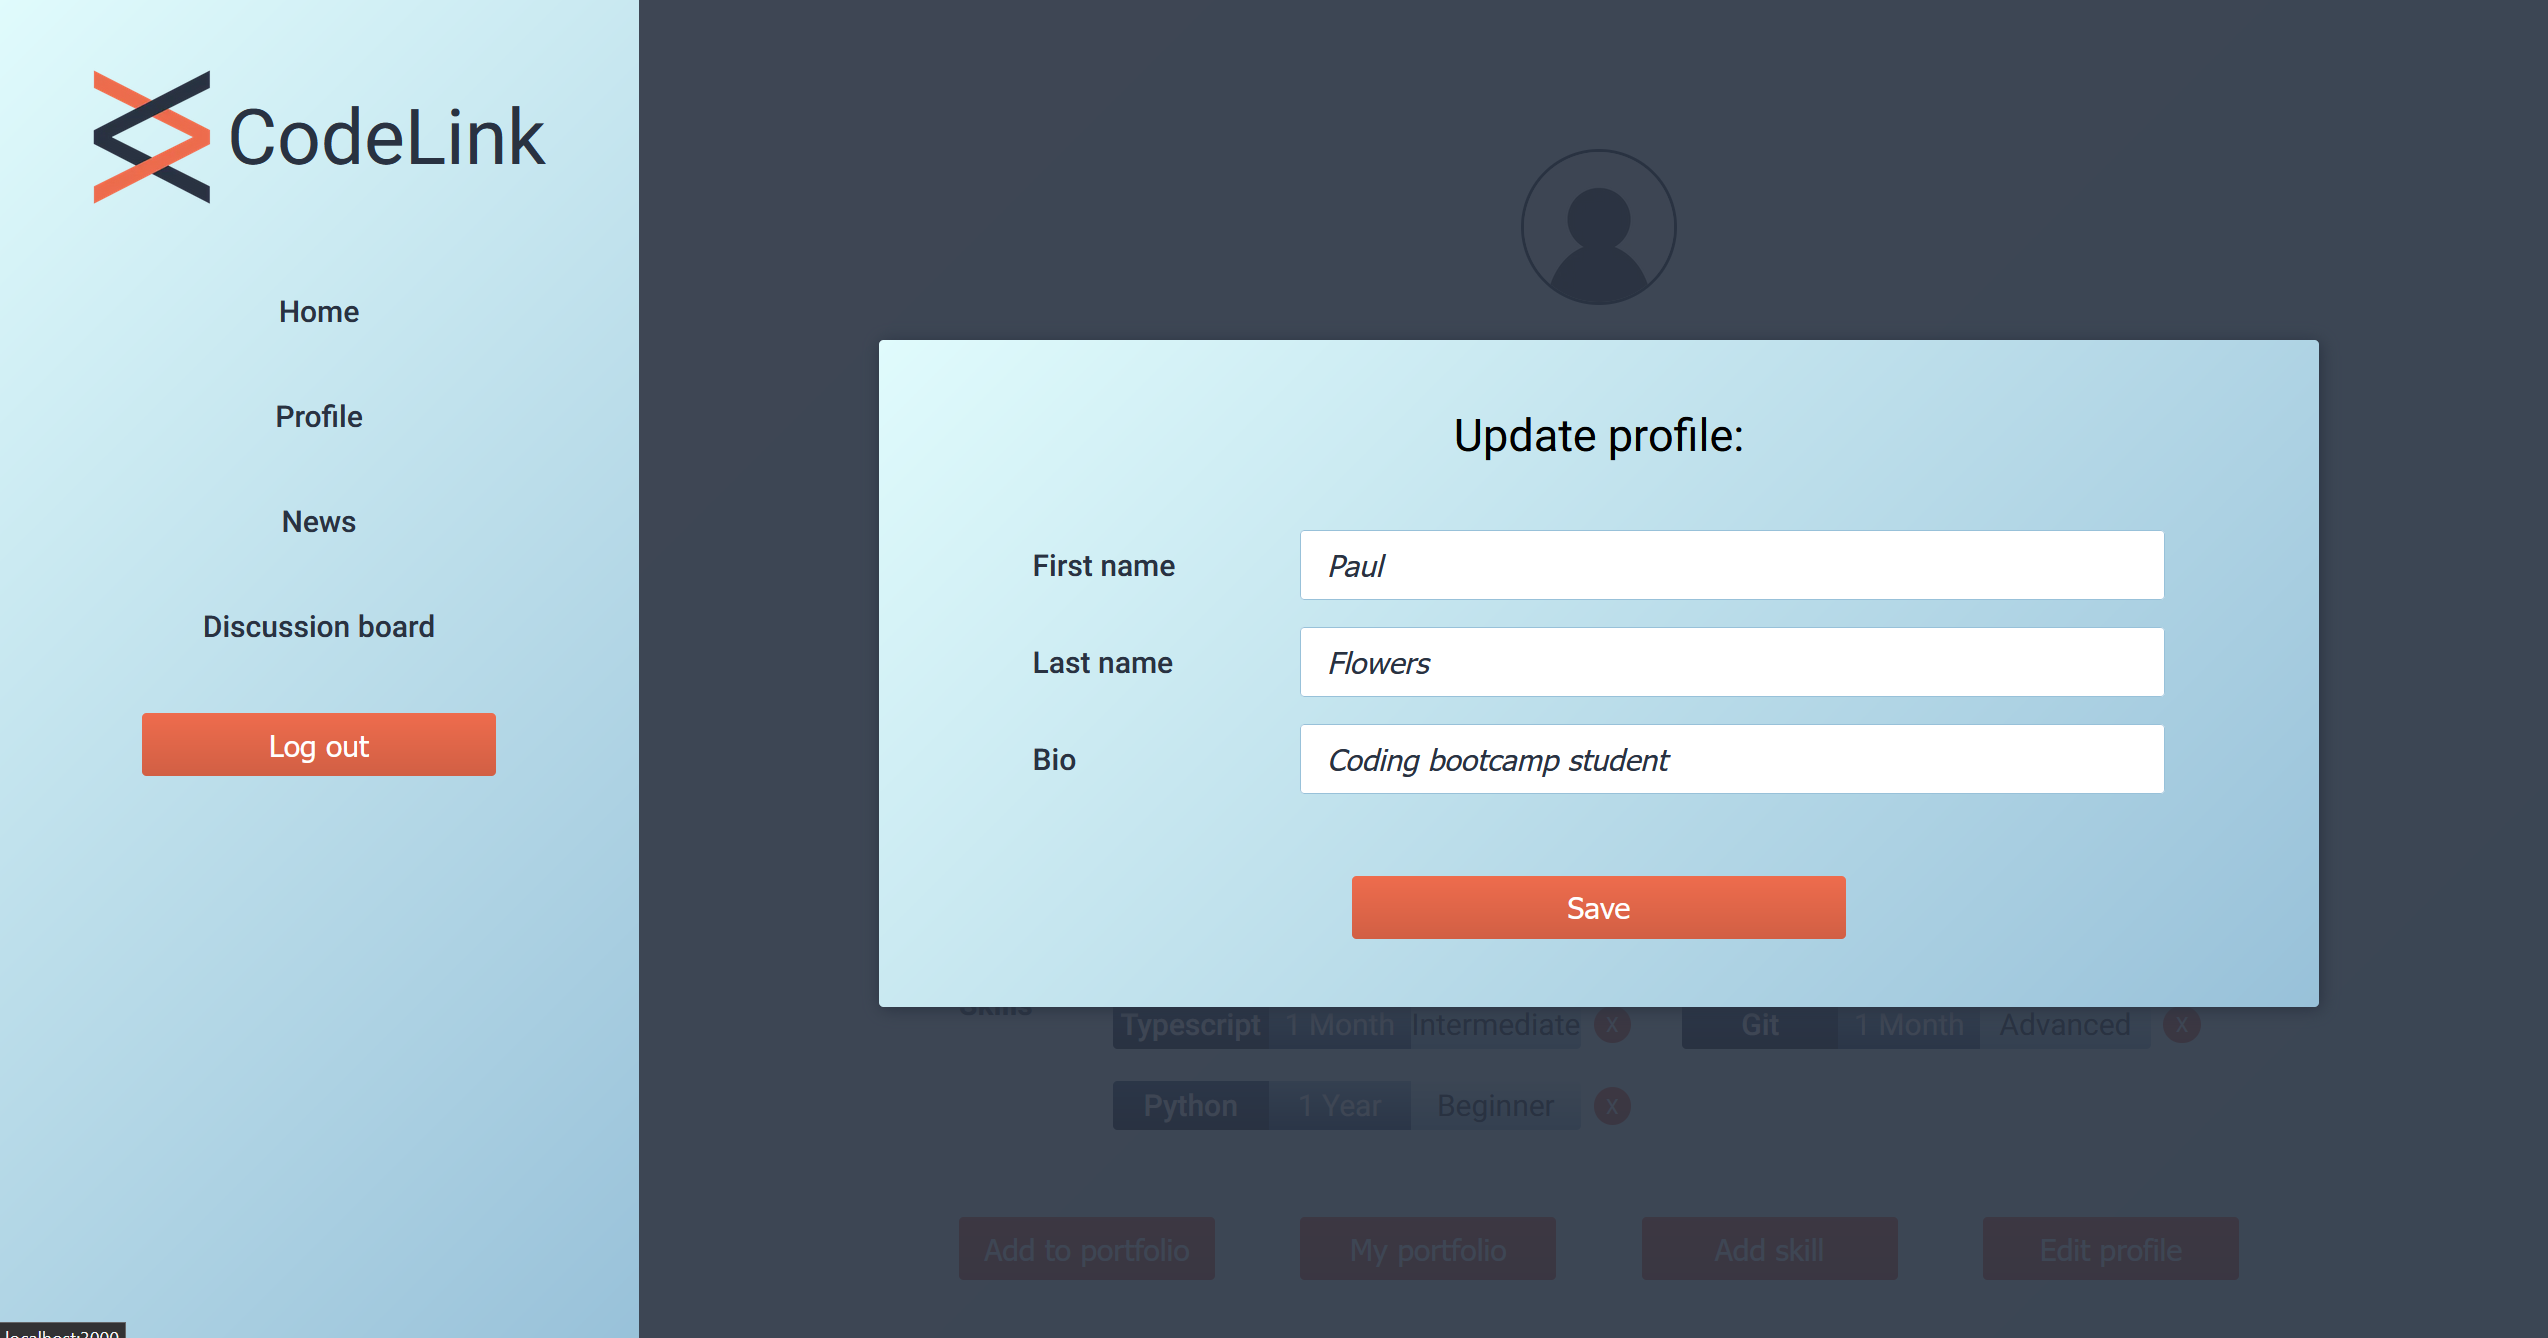 CodeLink
Home
Profile
News
Discussion board
Log out
Update profile:
First name
Paul
Last name
Flowers
Bio
Coding bootcamp student
Save
Skills
Typescript 1 Month Intermediate X Git 1 Month Advanced X
Python 1 Year Beginner X
Add to portfolio My portfolio Add skill Edit profile
localhost:3000